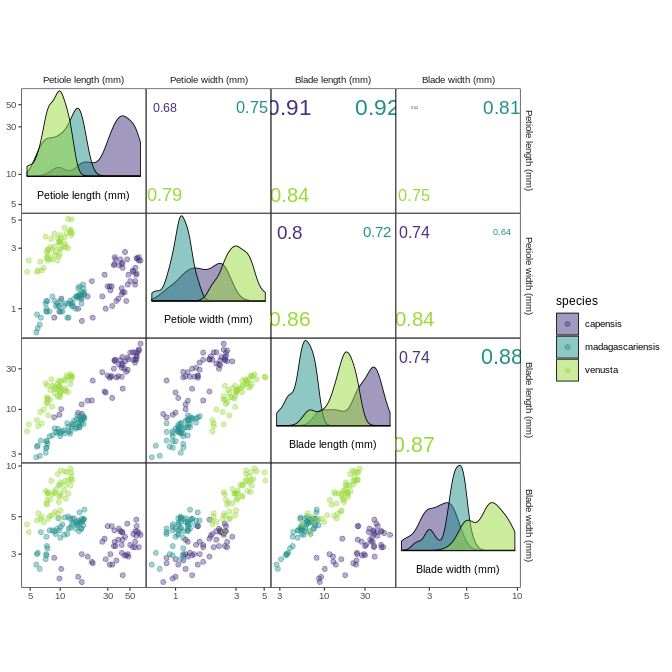 Petiole length (mm) Petiole width (mm) Blade length (mm) Blade width (mm)
50 0.68 0.75 0.91 0.92 0.81
30
10
5
0.79 0.84 0.75
Petiole length (mm)
Petiole length (mm)
5 0.8 0.72 0.74 0.64
3
1
0.86 0.84
Petiole width (mm)
Petiole width (mm)
species
capensis
madagascariensis
venusta
30 0.74 0.88
10
3
0.87
Blade length (mm)
Blade length (mm)
10
5
3
Blade width (mm)
Blade width (mm)
5 10 30 50 1 3 5 3 10 30 3 5 10